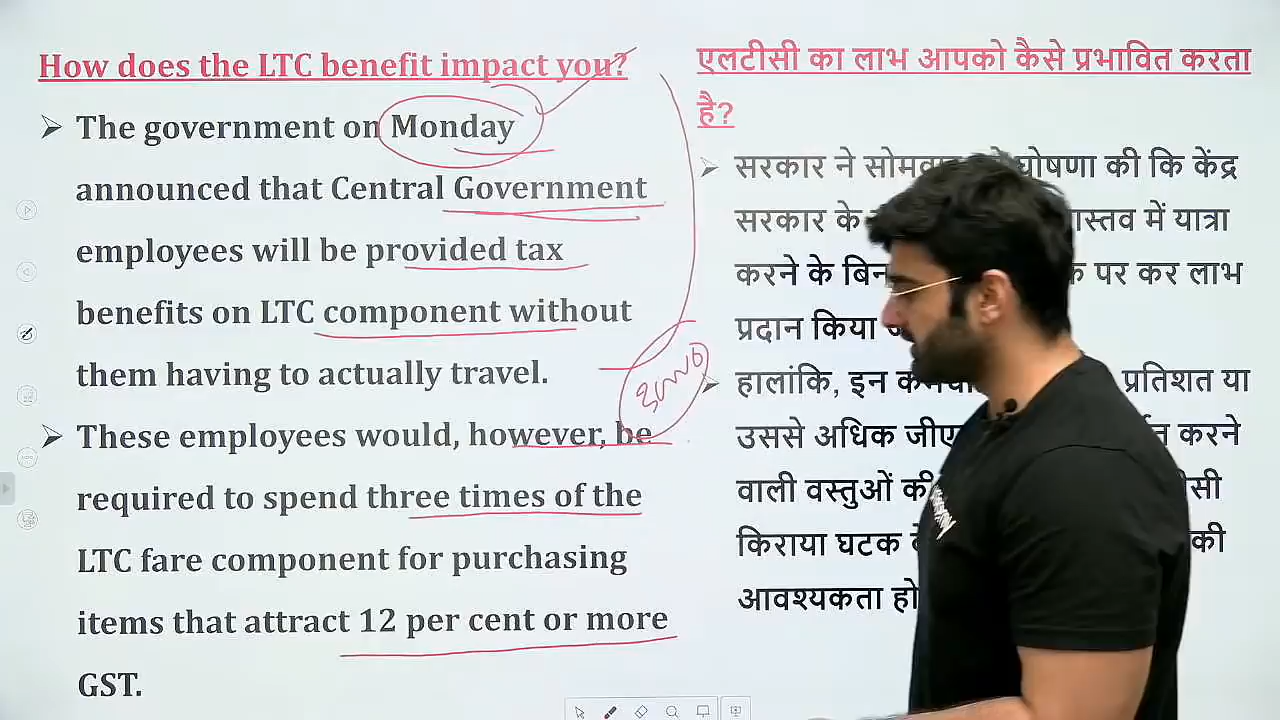 How does the LTC benefit impact you?
The government on Monday
announced that Central Government
employees will be provided tax
benefits on LTC component without
them having to actually travel.
These employees would, however, be
required to spend three times of the
LTC fare component for purchasing
items that attract 12 per cent or more
GST.
एलटीसी का लाभ आपको कैसे प्रभावित करता
है?
सरकार ने घोषणा की कि केंद्र
सरकार के में यात्रा
करने के पर कर लाभ
प्रदान किया
हालांकि, इन प्रतिशत या
उससे अधिक करने
वाली वस्तुओं की
किराया घटक की
आवश्यकता